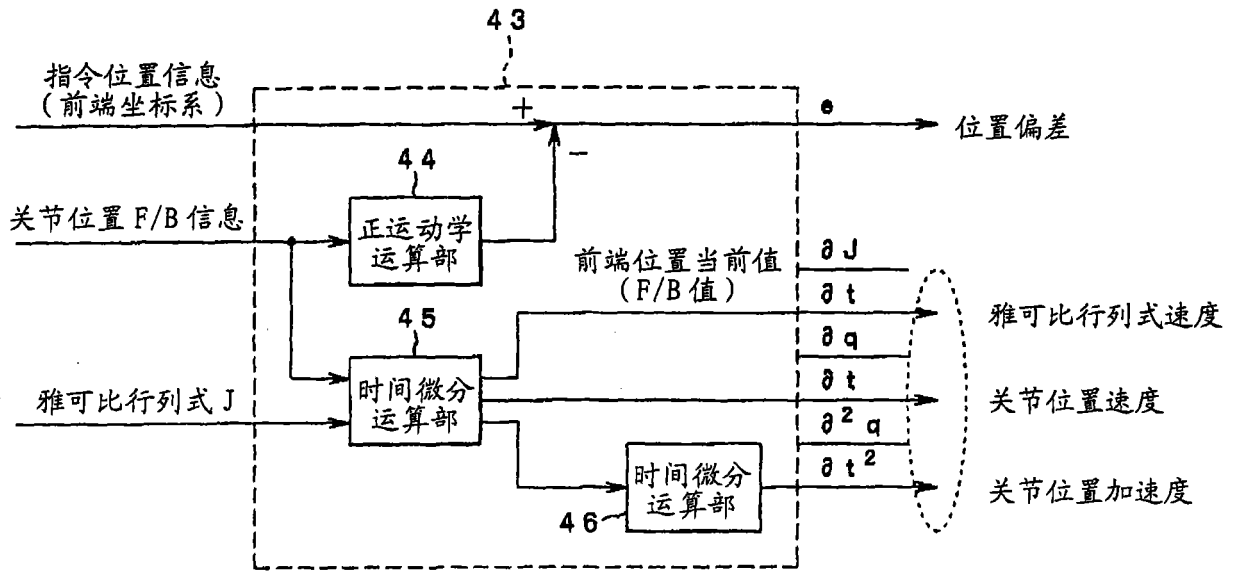 43
指令位置信息
（前端坐标系）
+
e
位置偏差
−
44
关节位置 F/B 信息
正运动学
运算部
前端位置当前值
（F/B 值）
∂J
∂t
雅可比行列式速度
45
∂q
时间微分
运算部
∂t
关节位置速度
雅可比行列式 J
∂²q
时间微分
运算部
∂t²
关节位置加速度
46